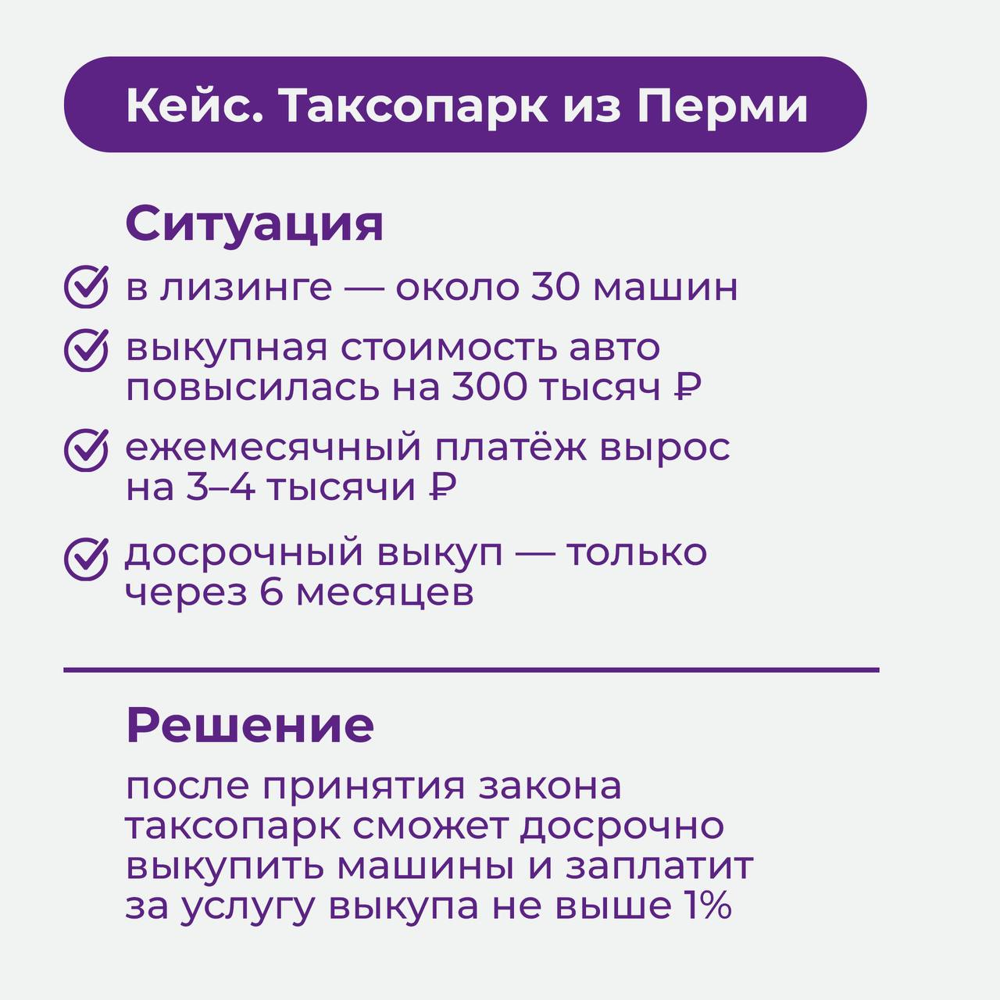 Кейс. Таксопарк из Перми
Ситуация
в лизинге — около 30 машин
выкупная стоимость авто
повысилась на 300 тысяч ₽
ежемесячный платёж вырос
на 3–4 тысячи ₽
досрочный выкуп — только
через 6 месяцев
Решение
после принятия закона
таксопарк сможет досрочно
выкупить машины и заплатит
за услугу выкупа не выше 1%